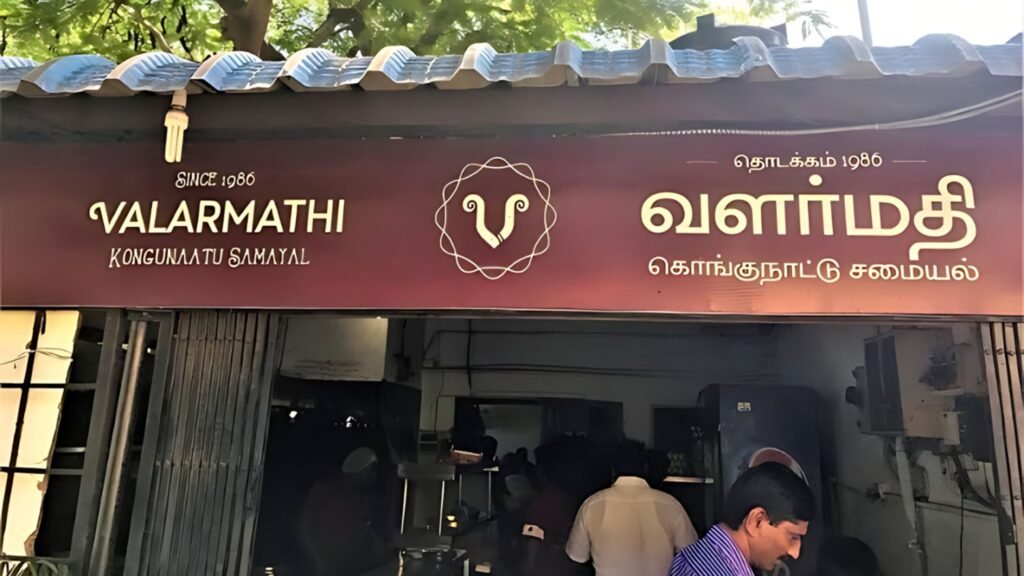 SINCE 1986
VALARMATHI
KONGUNAATU SAMAYAL
தொடக்கம் 1986
வளர்மதி
கொங்குநாட்டு சமையல்